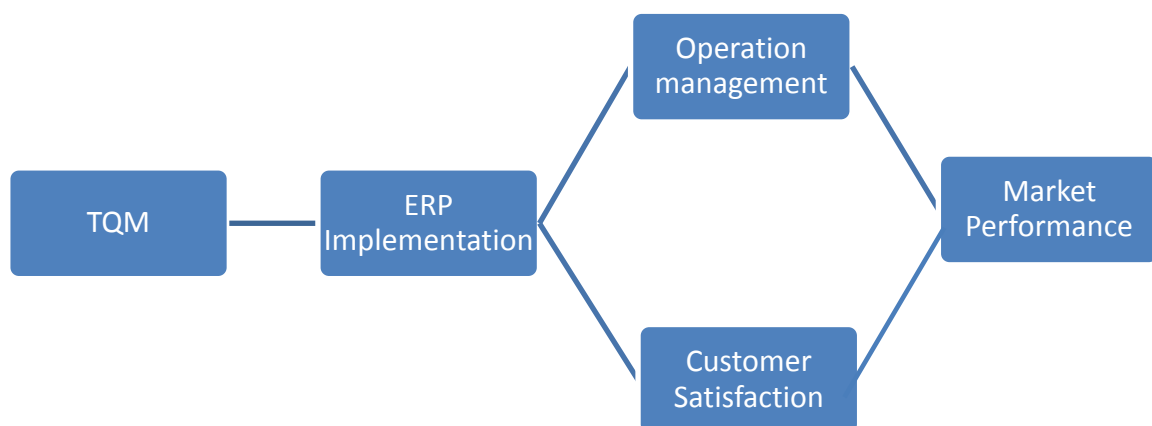 TQM
ERP
Implementation
Operation
management
Customer
Satisfaction
Market
Performance